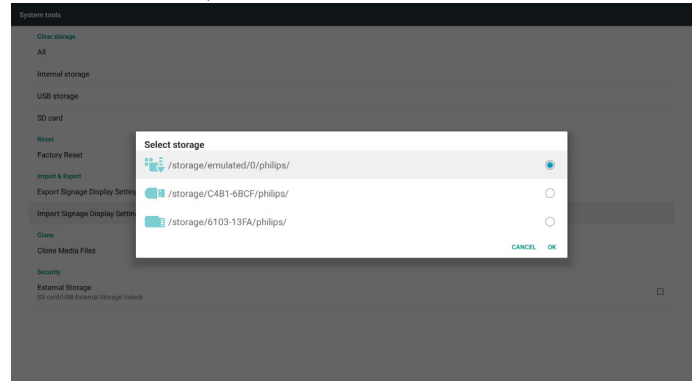 System tools
Clear storage
All
Internal storage
USB storage
SD card
Reset
Factory Reset
Import & Export
Export Signage Display Settin
Import Signage Display Settin
Clone
Clone Media Files
Security
External Storage
SD card/USB External Storage Unlock
Select storage
/storage/emulated/0/philips/
/storage/C4B1-6BCF/philips/
/storage/6103-13FA/philips/
CANCEL OK